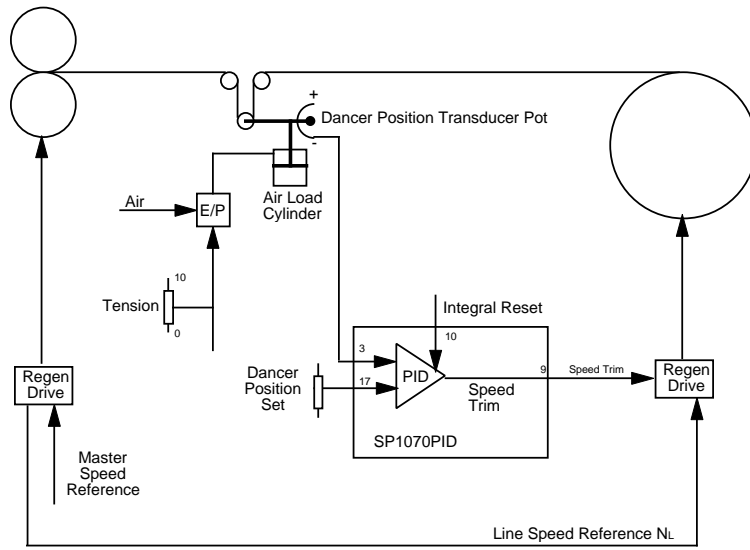 +
Dancer Position Transducer Pot
-
Air
E/P
Air Load
Cylinder
10
Tension
0
Integral Reset
10
3
Regen
Drive
Dancer
Position
Set
17
PID
Speed
Trim
9
Speed Trim
Regen
Drive
SP1070PID
Master
Speed
Reference
Line Speed Reference NL